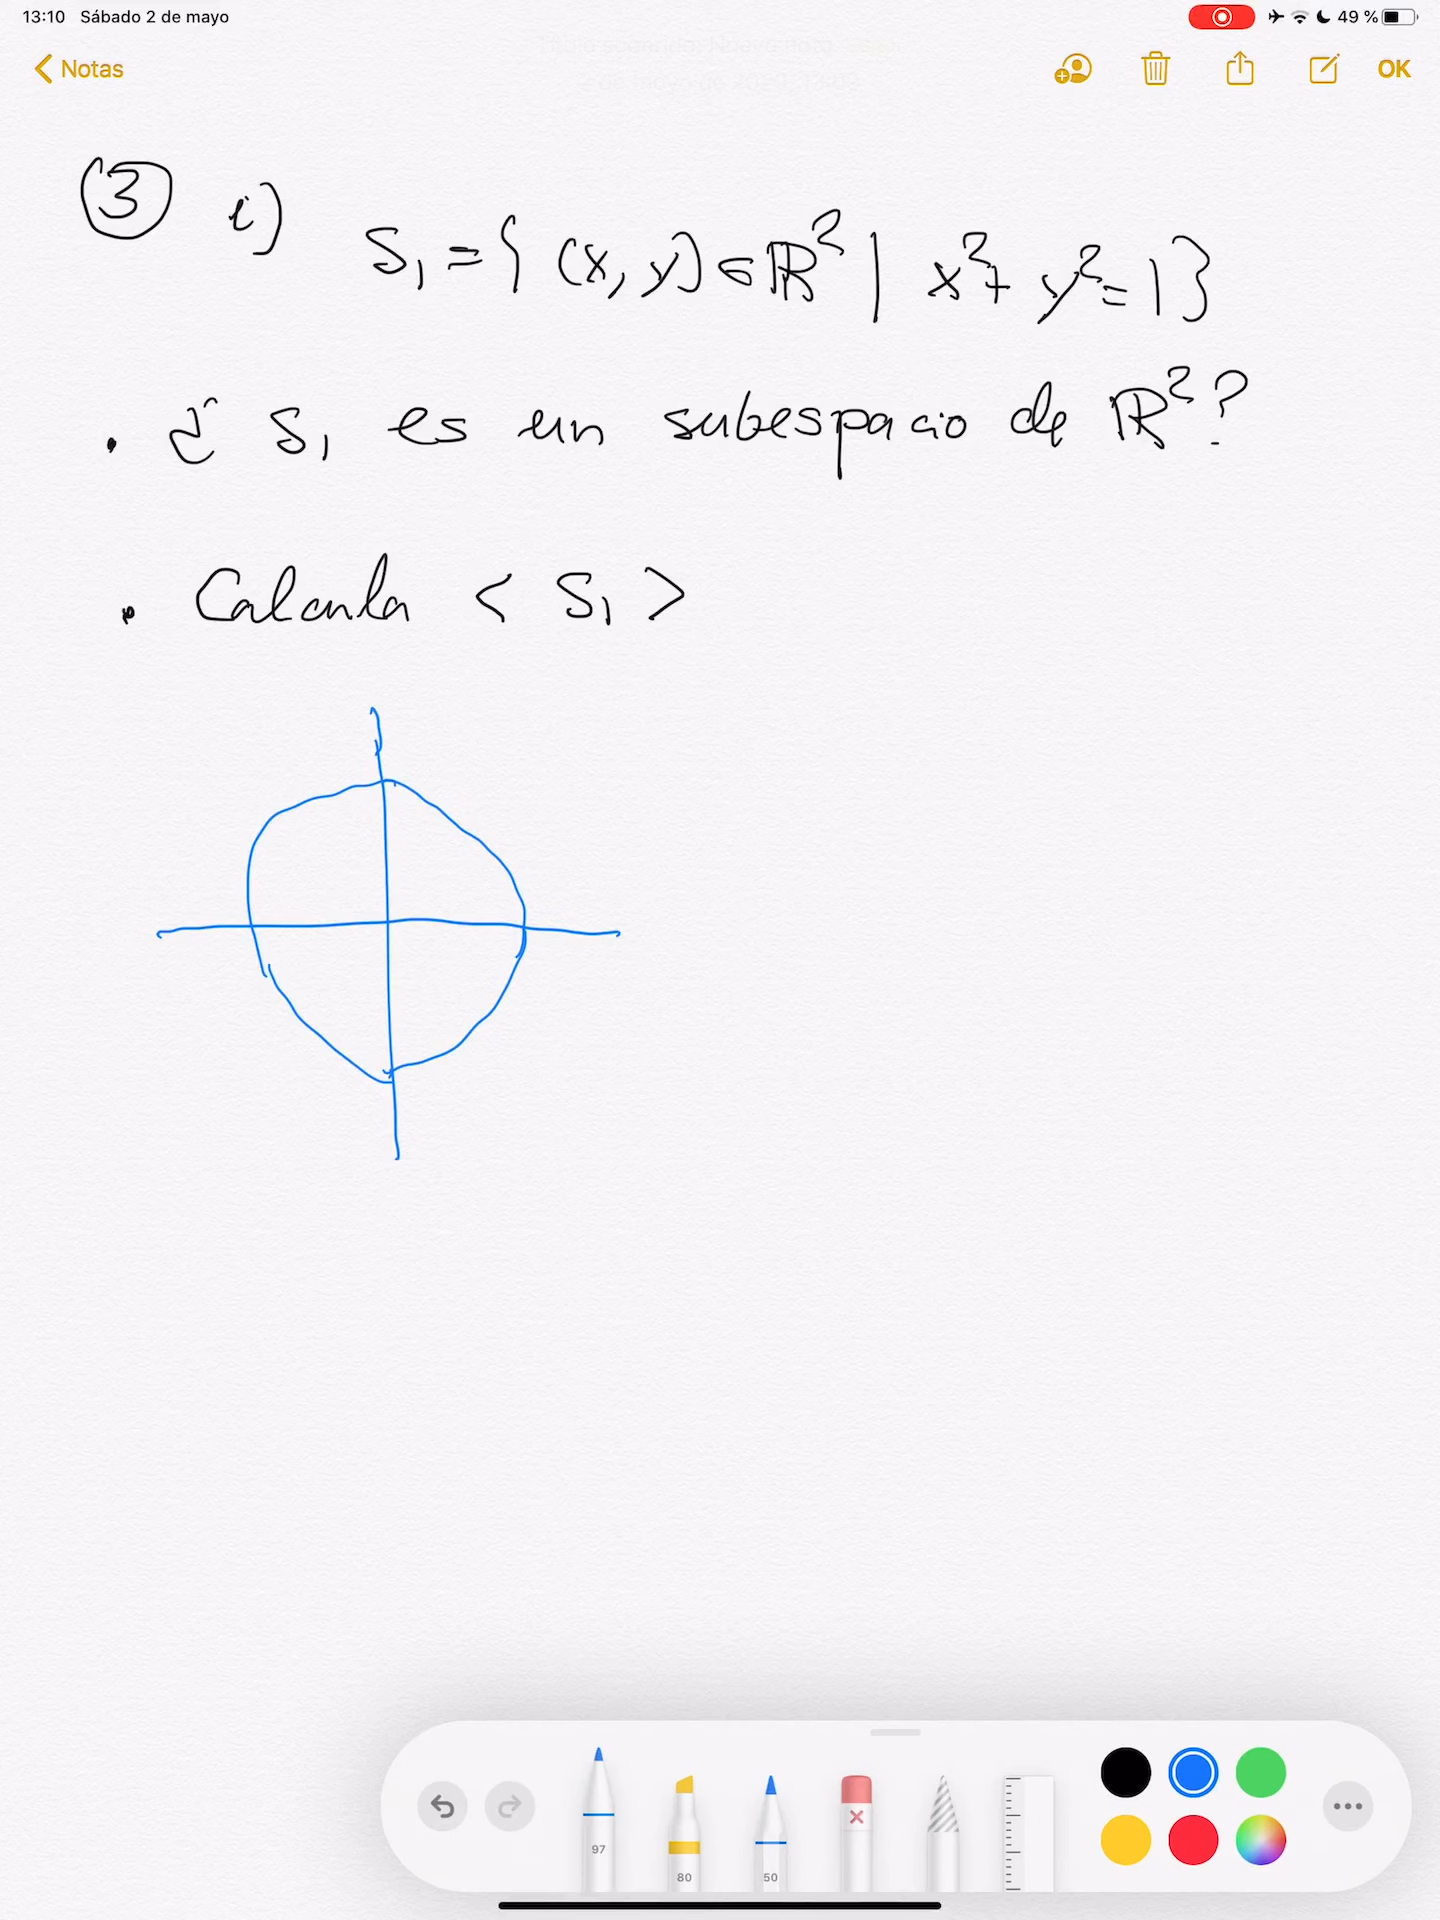 13:10 Sábado 2 de mayo
49 %
Notas
OK
3 i) S₁ = { (x, y) ∈ ℝ² | x² + y² = 1 }
• ¿ S₁ es un subespacio de ℝ² ?
• Calcula < S₁ >
97
80
50